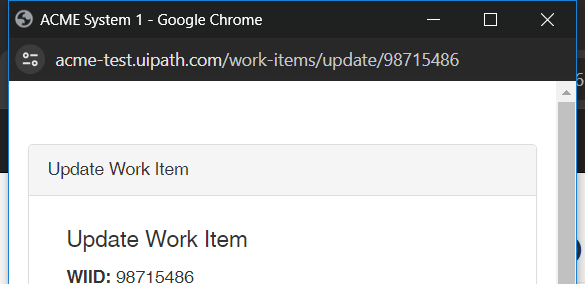 ACME System 1 - Google Chrome
acme-test.uipath.com/work-items/update/98715486
Update Work Item
Update Work Item
WIID: 98715486